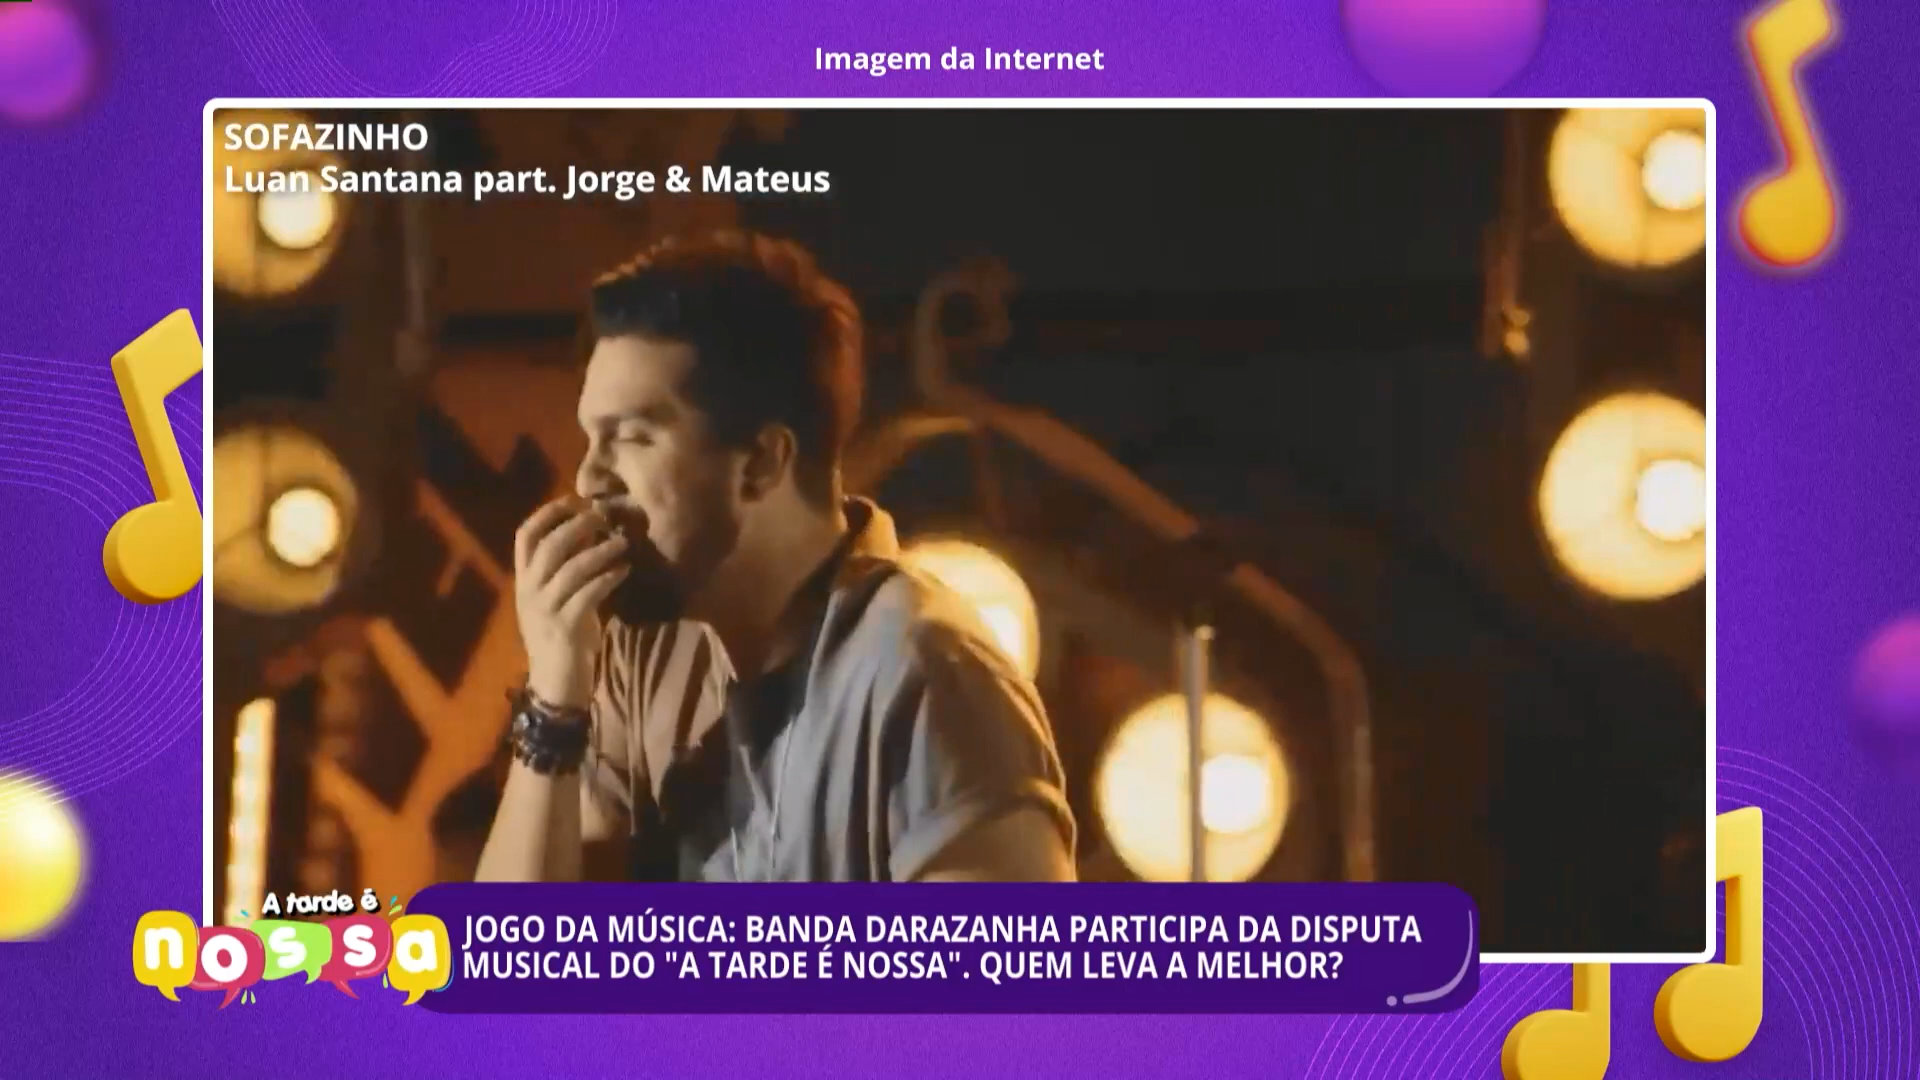 Imagem da Internet
SOFAZINHO
Luan Santana part. Jorge & Mateus
A tarde é
nossa
JOGO DA MÚSICA: BANDA DARAZANHA PARTICIPA DA DISPUTA
MUSICAL DO "A TARDE É NOSSA". QUEM LEVA A MELHOR?